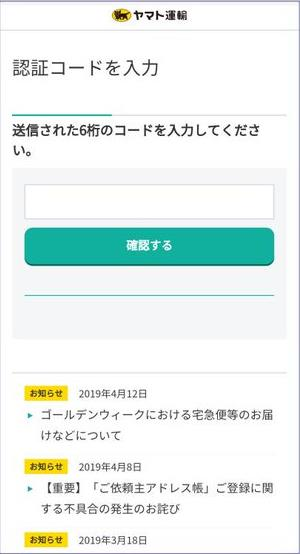 ヤマト運輸
認証コードを入力
送信された6桁のコードを入力してくださ
い。
確認する
お知らせ 2019年4月12日
ゴールデンウィークにおける宅急便等のお届
けなどについて
お知らせ 2019年4月8日
【重要】「ご依頼主アドレス帳」ご登録に関
する不具合の発生のお詫び
お知らせ 2019年3月18日